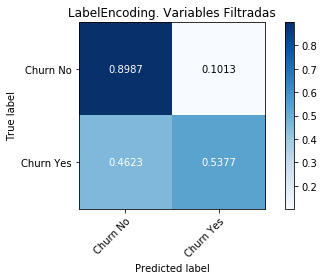 LabelEncoding. Variables Filtradas
True label
Churn No
0.8987
0.1013
Churn Yes
0.4623
0.5377
Churn No
Churn Yes
Predicted label
0.8
0.7
0.6
0.5
0.4
0.3
0.2